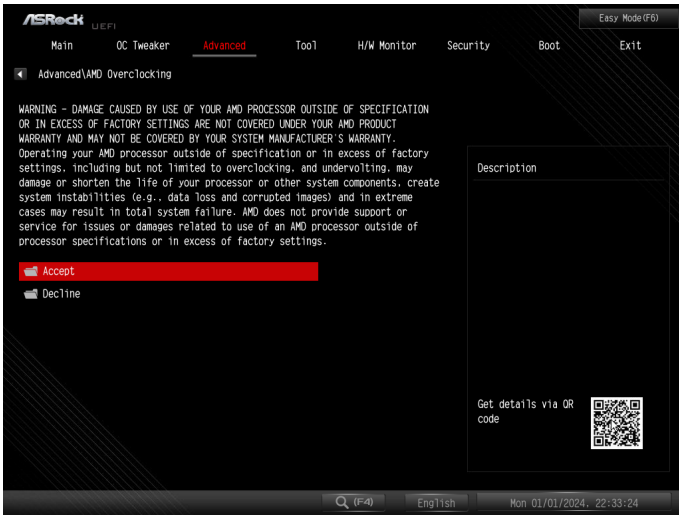 ASRock UEFI
Easy Mode(F6)
Main OC Tweaker Advanced Tool H/W Monitor Security Boot Exit
Advanced\AMD Overclocking
WARNING - DAMAGE CAUSED BY USE OF YOUR AMD PROCESSOR OUTSIDE OF SPECIFICATION
OR IN EXCESS OF FACTORY SETTINGS ARE NOT COVERED UNDER YOUR AMD PRODUCT
WARRANTY AND MAY NOT BE COVERED BY YOUR SYSTEM MANUFACTURER'S WARRANTY.
Operating your AMD processor outside of specification or in excess of factory
settings, including but not limited to overclocking, and undervolting, may
damage or shorten the life of your processor or other system components, create
system instabilities (e.g., data loss and corrupted images) and in extreme
cases may result in total system failure. AMD does not provide support or
service for issues or damages related to use of an AMD processor outside of
processor specifications or in excess of factory settings.
Accept
Decline
Description
Get details via QR
code
(F4)
English
Mon 01/01/2024, 22:33:24